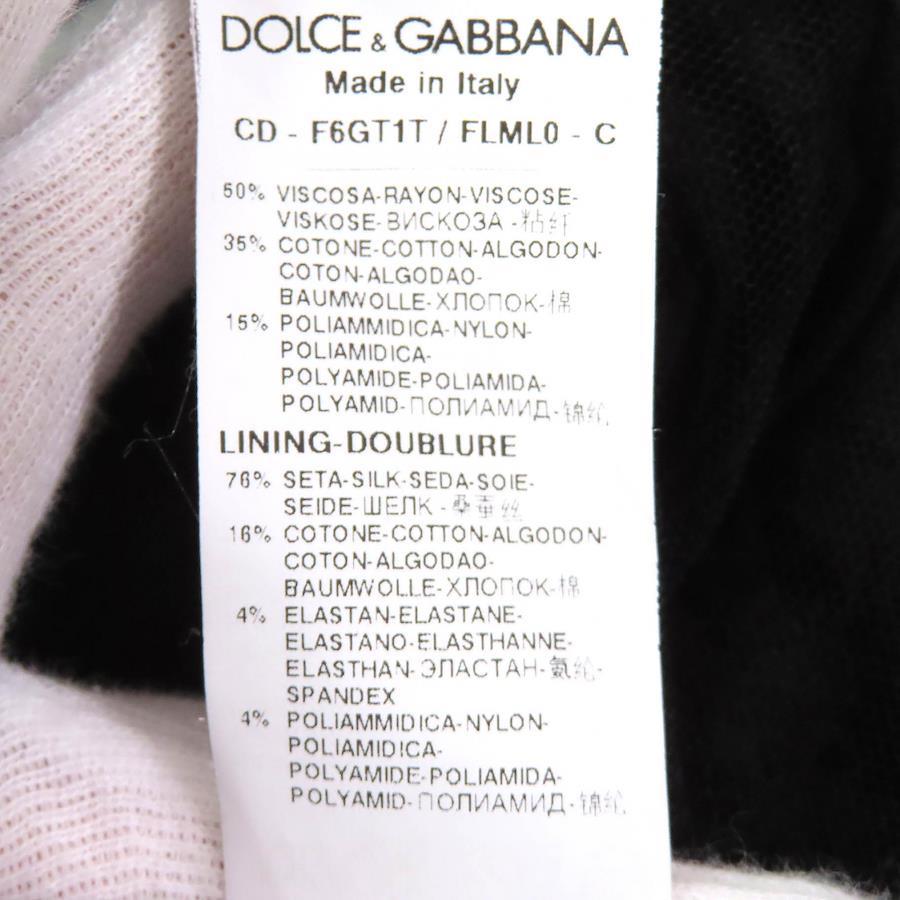 DOLCE & GABBANA
Made in Italy
CD - F6GT1T / FLML0 - C
50% VISCOSA-RAYON-VISCOSE-
VISKOSE-ВИСКОЗА-粘纤
35% COTONE-COTTON-ALGODON-
COTON-ALGODAO-
BAUMWOLLE-ХЛОПОК-棉
15% POLIAMMIDICA-NYLON-
POLIAMIDICA-
POLYAMIDE-POLIAMIDA-
POLYAMID-ПОЛИАМИД-锦纶
LINING-DOUBLURE
76% SETA-SILK-SEDA-SOIE-
SEIDE-ШЕЛК-桑蚕丝
16% COTONE-COTTON-ALGODON-
COTON-ALGODAO-
BAUMWOLLE-ХЛОПОК-棉
4% ELASTAN-ELASTANE-
ELASTANO-ELASTHANNE-
ELASTHAN-ЭЛАСТАН-氨纶-
SPANDEX
4% POLIAMMIDICA-NYLON-
POLIAMIDICA-
POLYAMIDE-POLIAMIDA-
POLYAMID-ПОЛИАМИД-锦纶